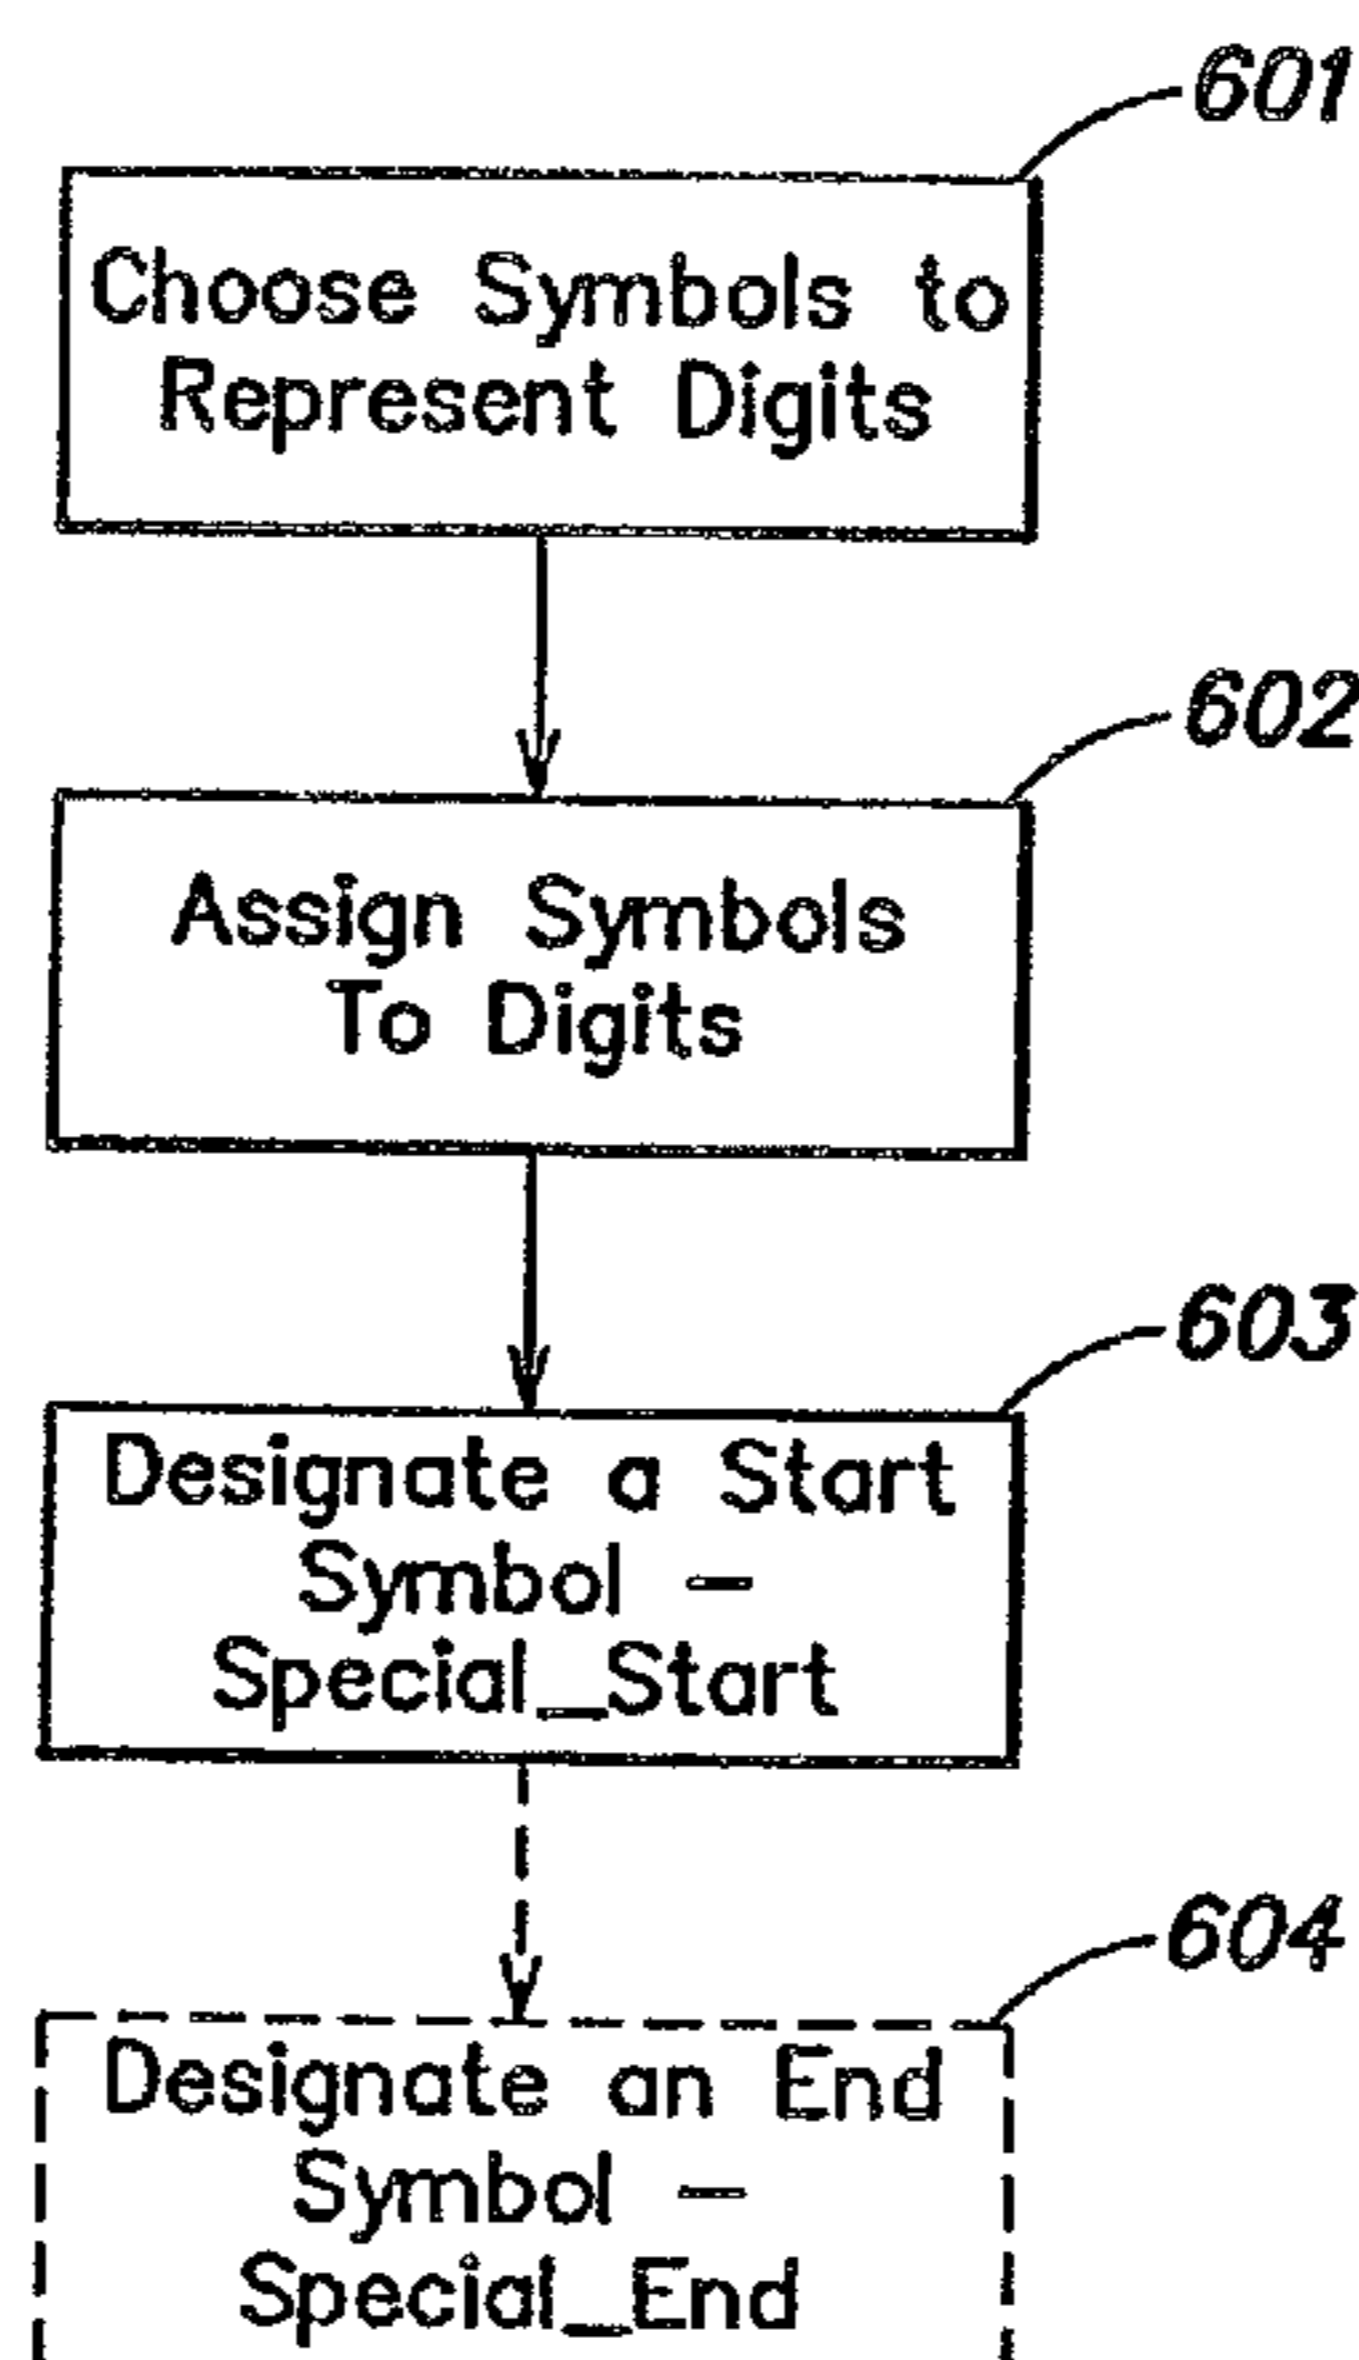 601
Choose Symbols to
Represent Digits
602
Assign Symbols
To Digits
603
Designate a Start
Symbol –
Special_Start
604
Designate an End
Symbol –
Special_End